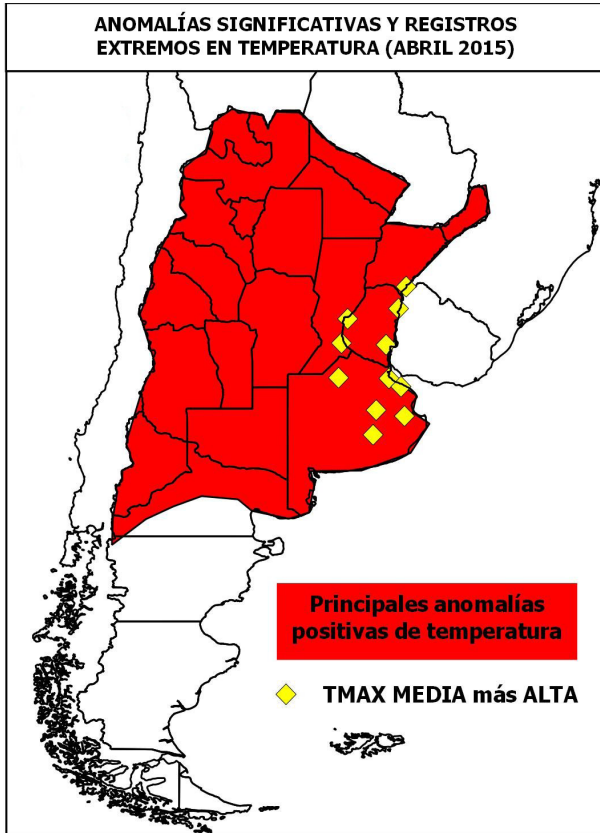 ANOMALÍAS SIGNIFICATIVAS Y REGISTROS
EXTREMOS EN TEMPERATURA (ABRIL 2015)
Principales anomalías
positivas de temperatura
TMAX MEDIA más ALTA